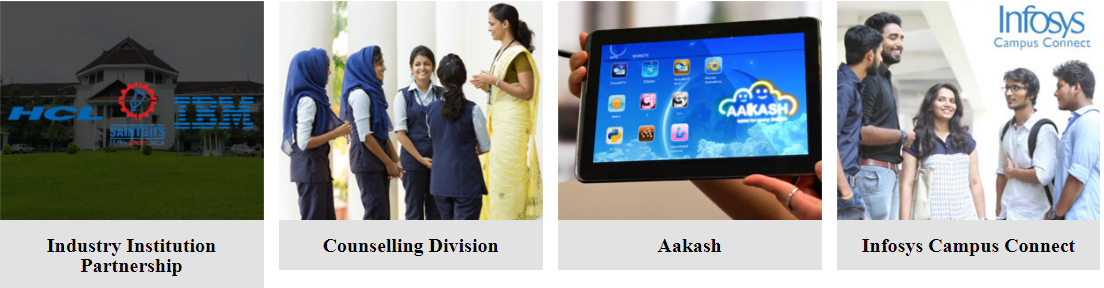 HCL
SAINTGITS
IBM
AAKASH
Infosys
Campus Connect
Industry Institution
Partnership
Counselling Division
Aakash
Infosys Campus Connect